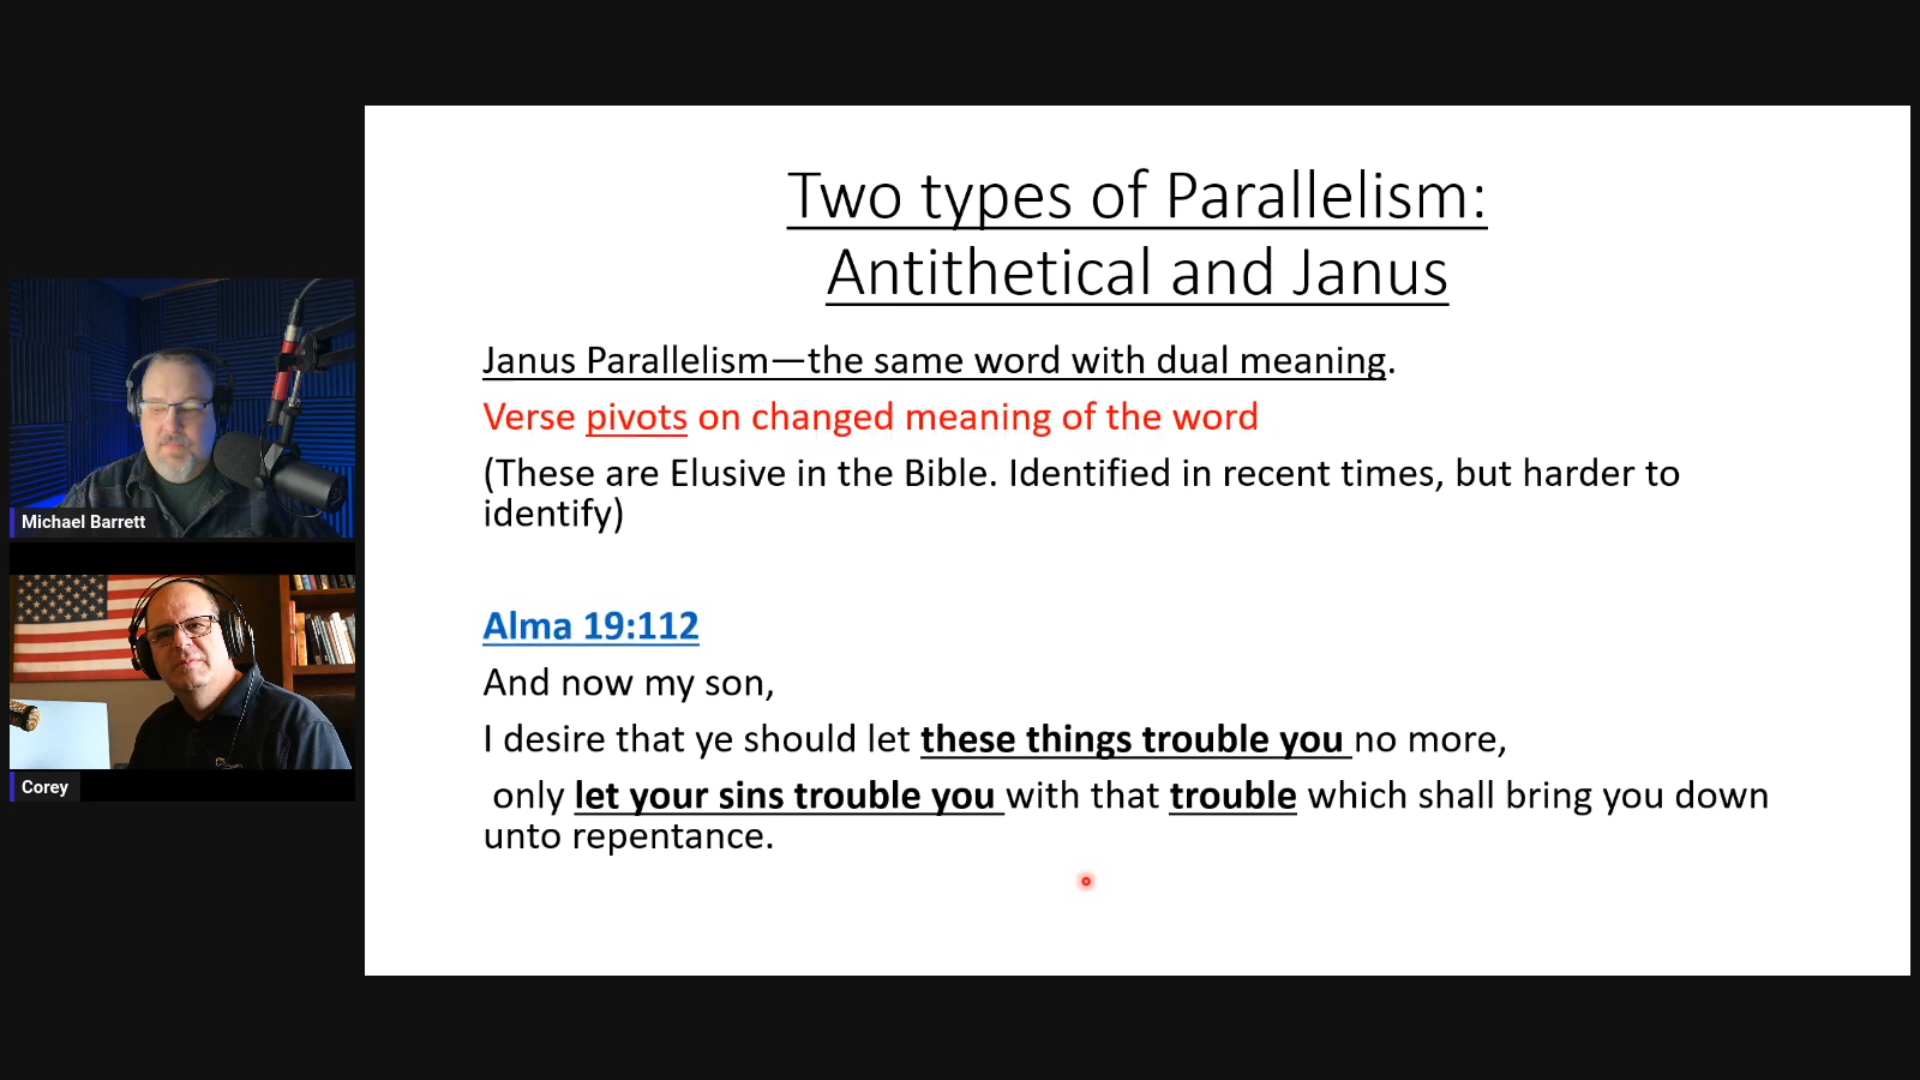 Two types of Parallelism:
Antithetical and Janus
Janus Parallelism—the same word with dual meaning.
Verse pivots on changed meaning of the word
(These are Elusive in the Bible. Identified in recent times, but harder to
identify)
Alma 19:112
And now my son,
I desire that ye should let these things trouble you no more,
only let your sins trouble you with that trouble which shall bring you down
unto repentance.
Michael Barrett
Corey